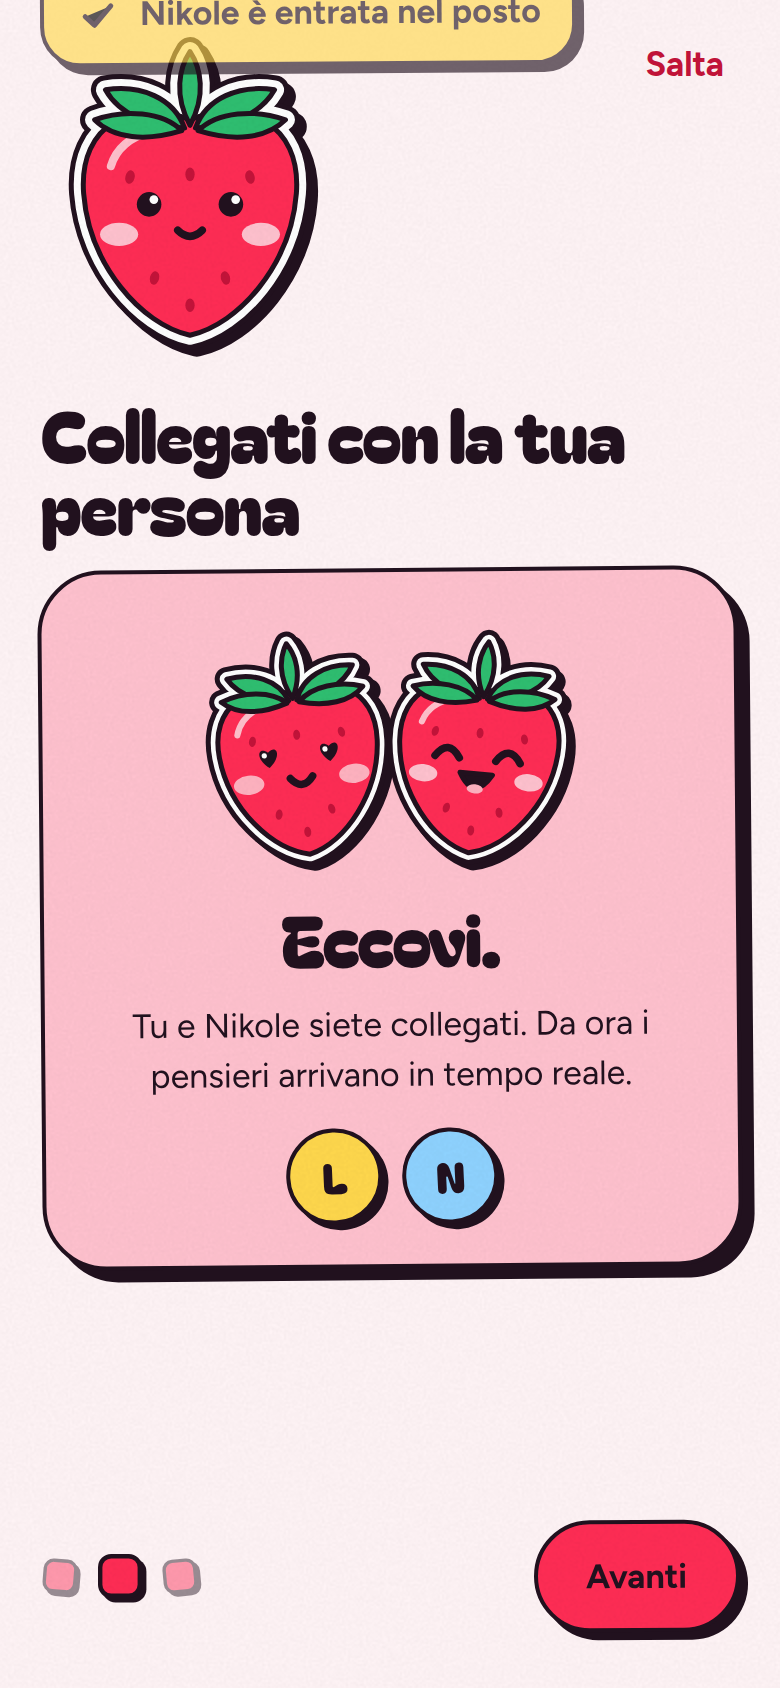 Nikole è entrata nel posto
Salta
Collegati con la tua
persona
Eccovi.
Tu e Nikole siete collegati. Da ora i
pensieri arrivano in tempo reale.
L N
Avanti